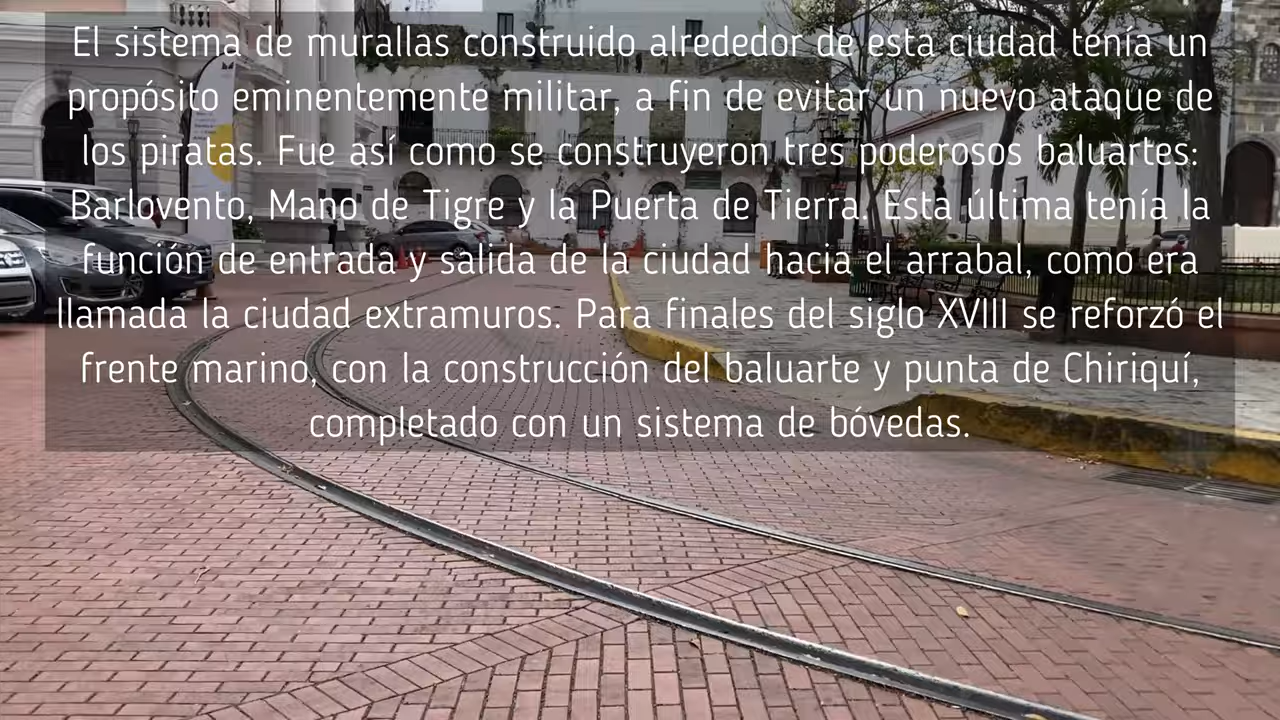 El sistema de murallas construido alrededor de esta ciudad tenía un
propósito eminentemente militar, a fin de evitar un nuevo ataque de
los piratas. Fue así como se construyeron tres poderosos baluartes:
Barlovento, Mano de Tigre y la Puerta de Tierra. Esta última tenía la
función de entrada y salida de la ciudad hacia el arrabal, como era
llamada la ciudad extramuros. Para finales del siglo XVIII se reforzó el
frente marino, con la construcción del baluarte y punta de Chiriquí,
completado con un sistema de bóvedas.